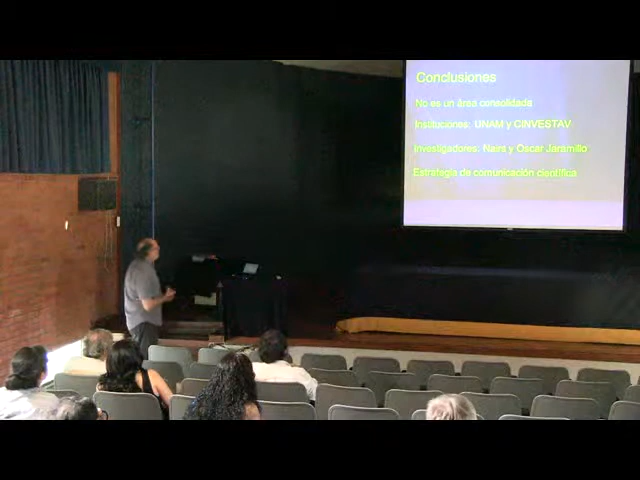 Conclusiones
No es un área consolidada
Instituciones: UNAM y CINVESTAV
Investigadores: Naira y Oscar Jaramillo
Estrategia de comunicación científica